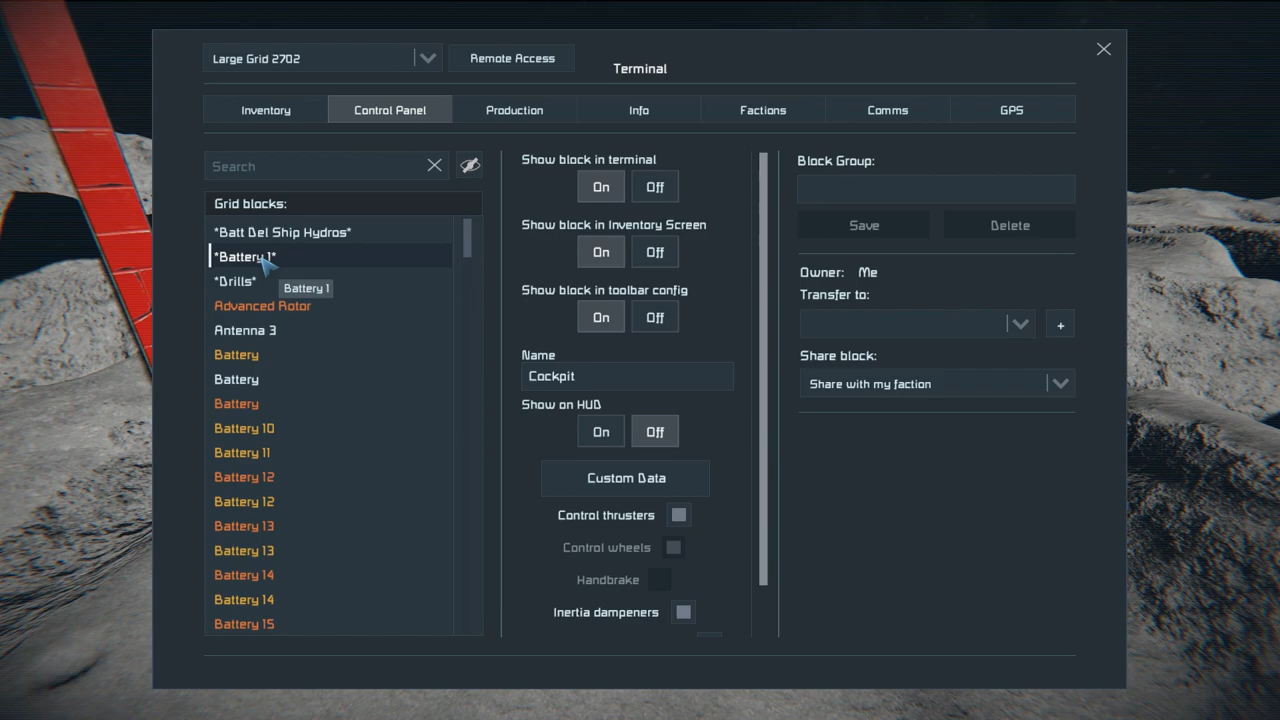 Large Grid 2702
Remote Access
Terminal
Inventory
Control Panel
Production
Info
Factions
Comms
GPS
Search
Grid blocks:
*Batt Del Ship Hydros*
*Battery 1*
*Drills*
Battery 1
Advanced Rotor
Antenna 3
Battery
Battery
Battery
Battery 10
Battery 11
Battery 12
Battery 12
Battery 13
Battery 13
Battery 14
Battery 14
Battery 15
Show block in terminal
On Off
Show block in Inventory Screen
On Off
Show block in toolbar config
On Off
Name
Cockpit
Show on HUD
On Off
Custom Data
Control thrusters
Control wheels
Handbrake
Inertia dampeners
Block Group:
Save Delete
Owner: Me
Transfer to:
+
Share block:
Share with my faction